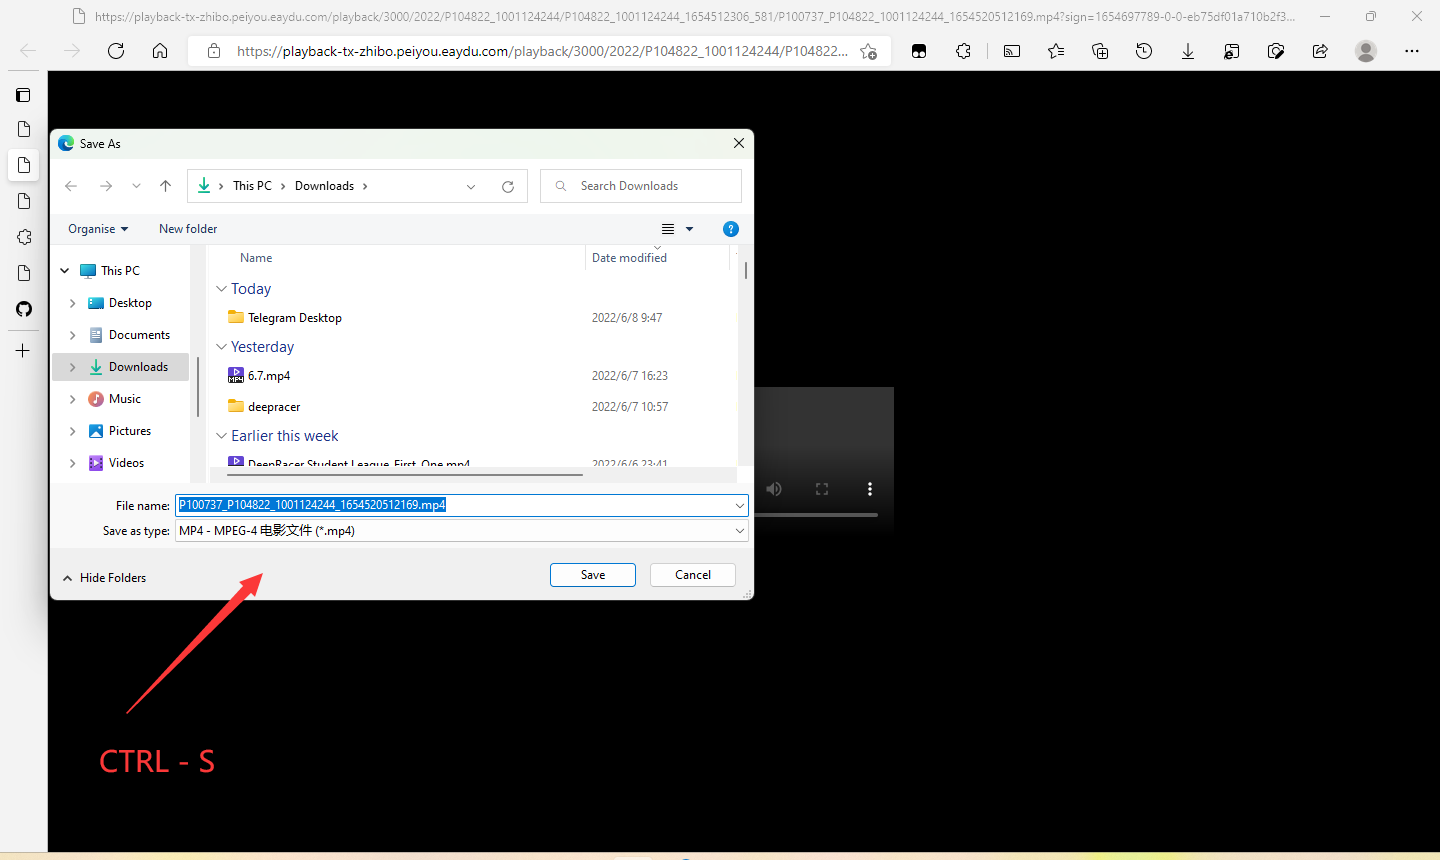 https://playback-tx-zhibo.peiyou.eaydu.com/playback/3000/2022/P104822_1001124244/P104822_1001124244_1654512306_581/P100737_P104822_1001124244_1654520512169.mp4?sign=1654697789-0-0-eb75df01a710b2f3...
https://playback-tx-zhibo.peiyou.eaydu.com/playback/3000/2022/P104822_1001124244/P104822...
Save As
This PC
Downloads
Search Downloads
Organise
New folder
?
Name
Date modified
This PC
Today
Desktop
Telegram Desktop
2022/6/8 9:47
Documents
Yesterday
Downloads
MP4
6.7.mp4
2022/6/7 16:23
Music
deepracer
2022/6/7 10:57
Pictures
Earlier this week
Videos
DeepRacer Student League_First_One.mp4
2022/6/6 23:41
File name:
P100737_P104822_1001124244_1654520512169.mp4
Save as type:
MP4 - MPEG-4 电影文件 (*.mp4)
Hide Folders
Save
Cancel
CTRL - S